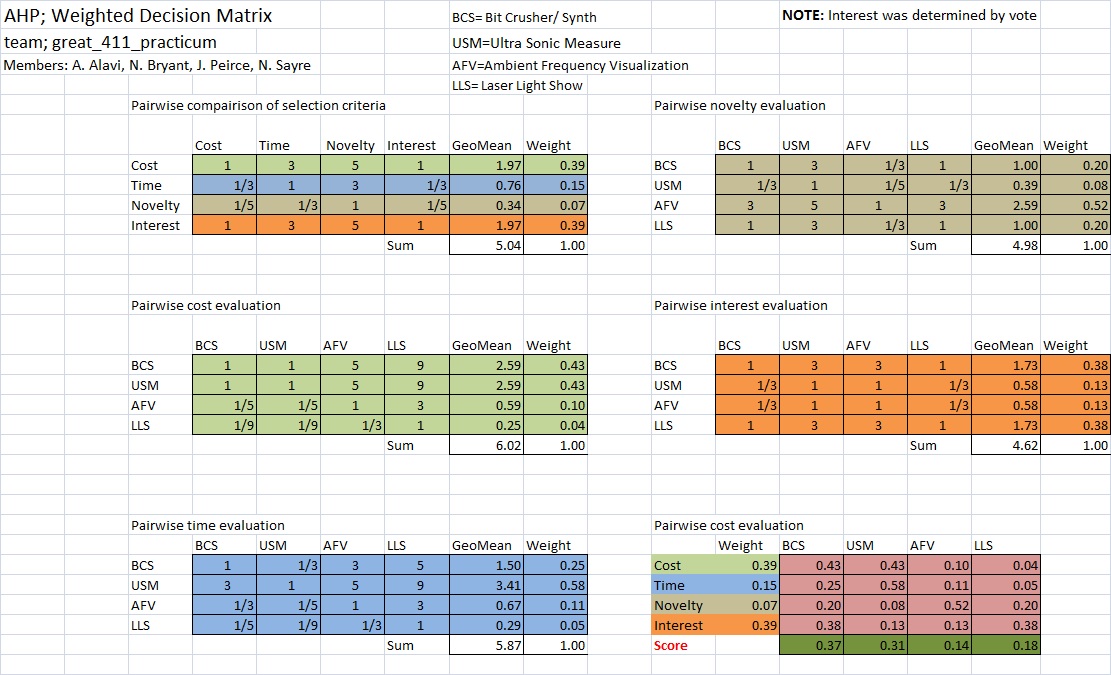 AHP; Weighted Decision Matrix
BCS= Bit Crusher/ Synth
NOTE: Interest was determined by vote
team; great_411_practicum
USM=Ultra Sonic Measure
Members: A. Alavi, N. Bryant, J. Peirce, N. Sayre
AFV=Ambient Frequency Visualization
LLS= Laser Light Show
Pairwise compairison of selection criteria
Cost Time Novelty Interest GeoMean Weight
Cost 1 3 5 1 1.97 0.39
Time 1/3 1 3 1/3 0.76 0.15
Novelty 1/5 1/3 1 1/5 0.34 0.07
Interest 1 3 5 1 1.97 0.39
Sum 5.04 1.00
Pairwise novelty evaluation
BCS USM AFV LLS GeoMean Weight
BCS 1 3 1/3 1 1.00 0.20
USM 1/3 1 1/5 1/3 0.39 0.08
AFV 3 5 1 3 2.59 0.52
LLS 1 3 1/3 1 1.00 0.20
Sum 4.98 1.00
Pairwise cost evaluation
BCS USM AFV LLS GeoMean Weight
BCS 1 1 5 9 2.59 0.43
USM 1 1 5 9 2.59 0.43
AFV 1/5 1/5 1 3 0.59 0.10
LLS 1/9 1/9 1/3 1 0.25 0.04
Sum 6.02 1.00
Pairwise interest evaluation
BCS USM AFV LLS GeoMean Weight
BCS 1 3 3 1 1.73 0.38
USM 1/3 1 1 1/3 0.58 0.13
AFV 1/3 1 1 1/3 0.58 0.13
LLS 1 3 3 1 1.73 0.38
Sum 4.62 1.00
Pairwise time evaluation
BCS USM AFV LLS GeoMean Weight
BCS 1 1/3 3 5 1.50 0.25
USM 3 1 5 9 3.41 0.58
AFV 1/3 1/5 1 3 0.67 0.11
LLS 1/5 1/9 1/3 1 0.29 0.05
Sum 5.87 1.00
Pairwise cost evaluation
Weight BCS USM AFV LLS
Cost 0.39 0.43 0.43 0.10 0.04
Time 0.15 0.25 0.58 0.11 0.05
Novelty 0.07 0.20 0.08 0.52 0.20
Interest 0.39 0.38 0.13 0.13 0.38
Score 0.37 0.31 0.14 0.18